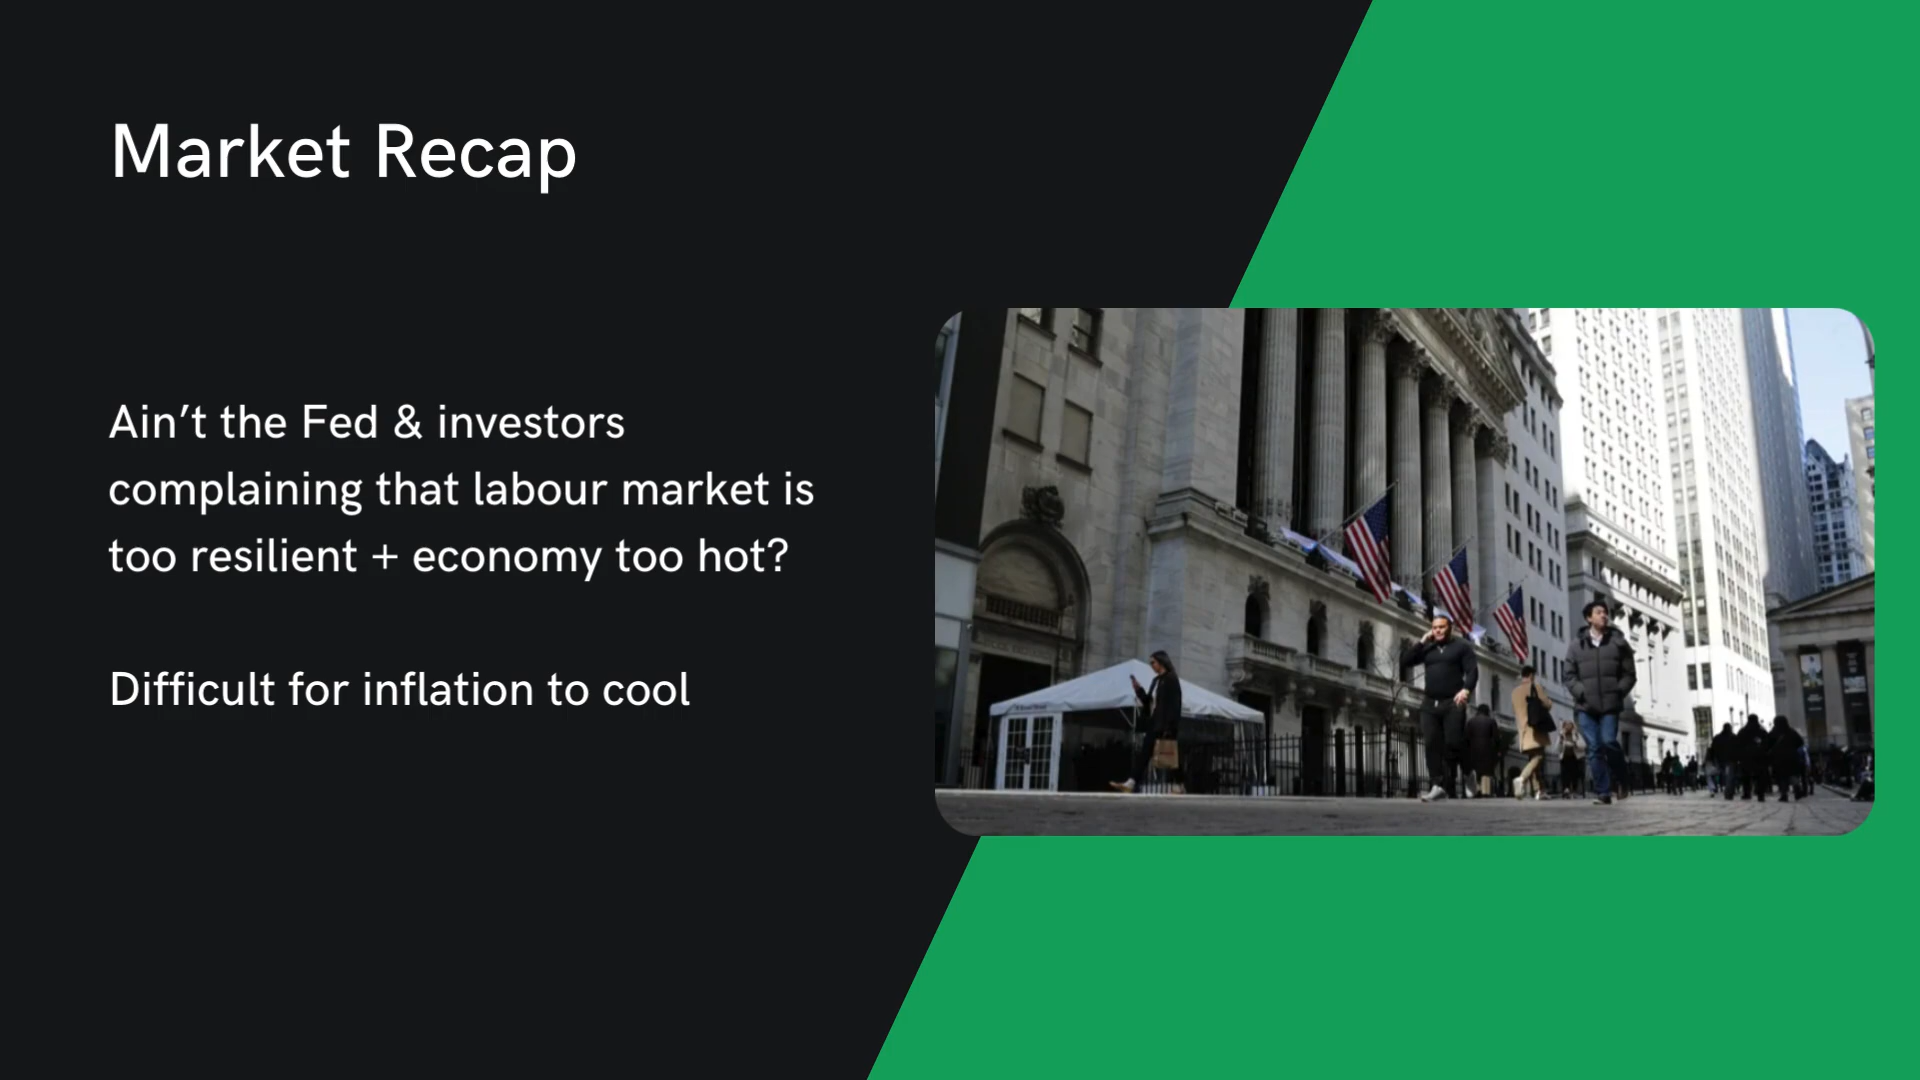 Market Recap
Ain’t the Fed & investors
complaining that labour market is
too resilient + economy too hot?
Difficult for inflation to cool